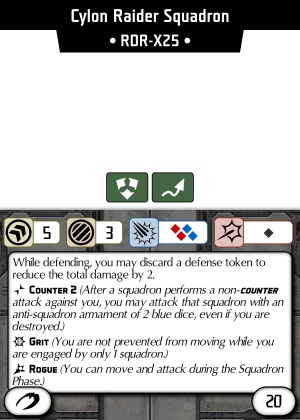 Cylon Raider Squadron
• RDR-X25 •
5
3
While defending, you may discard a defense token to
reduce the total damage by 2.
COUNTER 2 (After a squadron performs a non-COUNTER
attack against you, you may attack that squadron with an
anti-squadron armament of 2 blue dice, even if you are
destroyed.)
GRIT (You are not prevented from moving while you
are engaged by only 1 squadron.)
ROGUE (You can move and attack during the Squadron
Phase.)
20